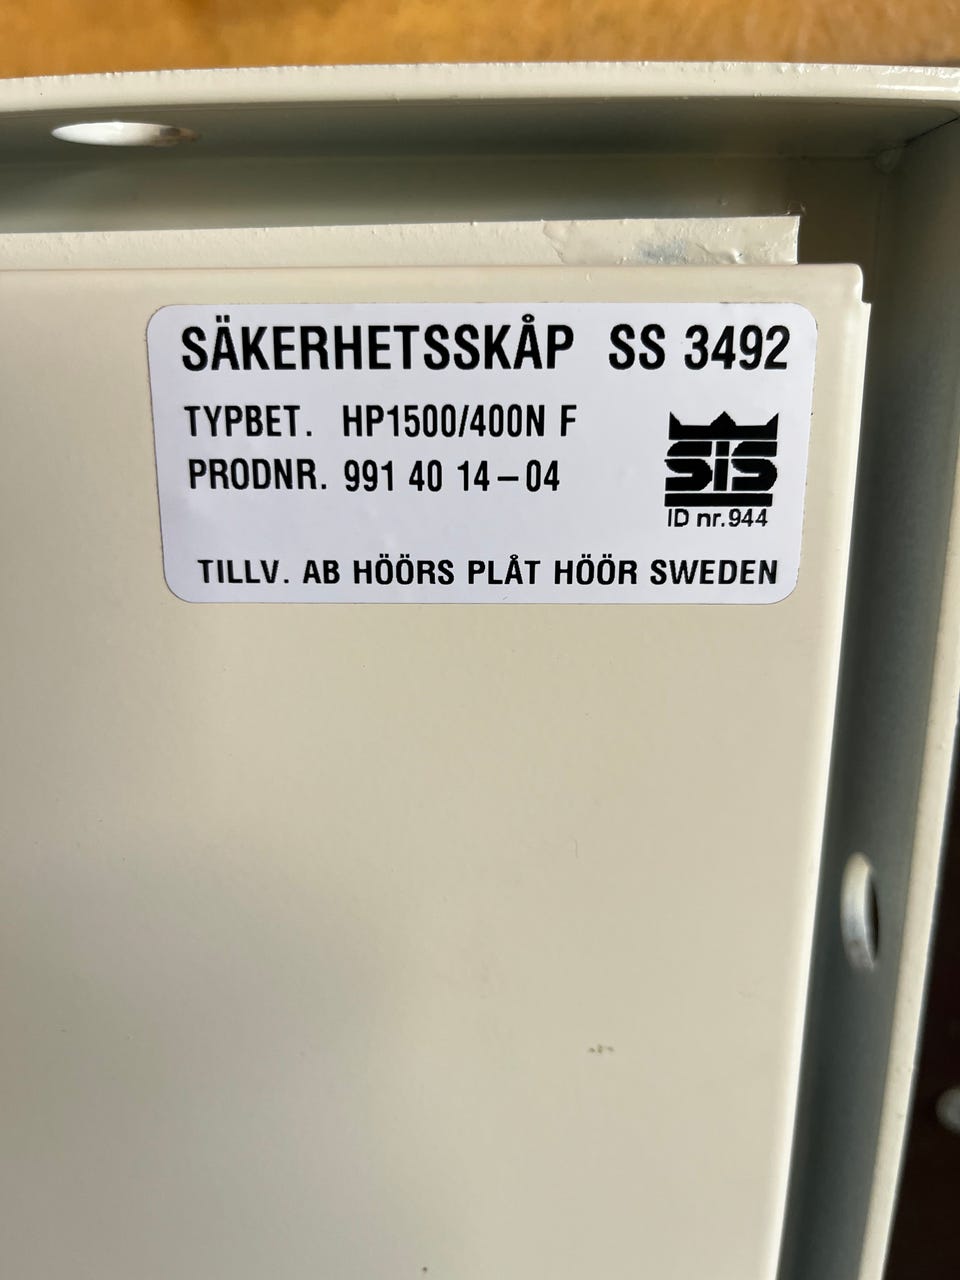 SÄKERHETSSKÅP SS 3492
TYPBET. HP1500/400N F
PRODNR. 991 40 14-04
SIS
ID nr.944
TILLV. AB HÖÖRS PLÅT HÖÖR SWEDEN